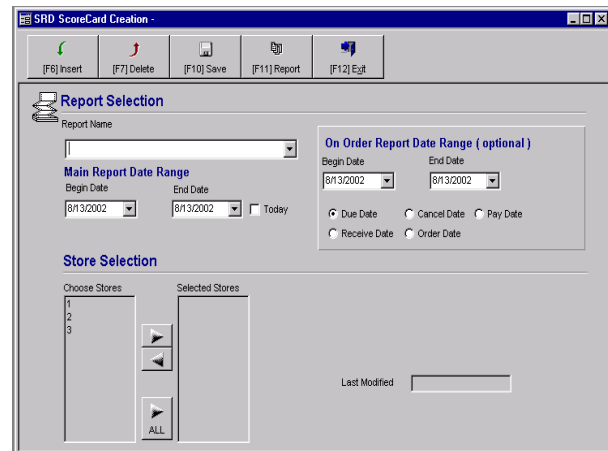 SRD ScoreCard Creation -
[F6] Insert [F7] Delete [F10] Save [F11] Report [F12] Exit
Report Selection
Report Name
Main Report Date Range
Begin Date End Date
8/13/2002 8/13/2002 Today
On Order Report Date Range ( optional )
Begin Date End Date
8/13/2002 8/13/2002
Due Date Cancel Date Pay Date
Receive Date Order Date
Store Selection
Choose Stores Selected Stores
1
2
3
ALL
Last Modified